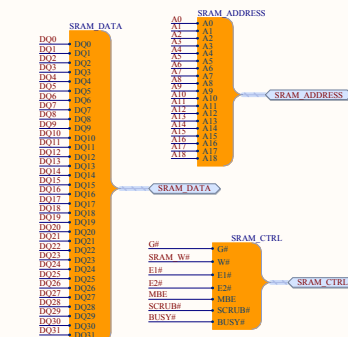 SRAM_DATA
DQ0 DQ0
DQ1 DQ1
DQ2 DQ2
DQ3 DQ3
DQ4 DQ4
DQ5 DQ5
DQ6 DQ6
DQ7 DQ7
DQ8 DQ8
DQ9 DQ9
DQ10 DQ10
DQ11 DQ11
DQ12 DQ12
DQ13 DQ13
DQ14 DQ14
DQ15 DQ15
DQ16 DQ16
DQ17 DQ17
DQ18 DQ18
DQ19 DQ19
DQ20 DQ20
DQ21 DQ21
DQ22 DQ22
DQ23 DQ23
DQ24 DQ24
DQ25 DQ25
DQ26 DQ26
DQ27 DQ27
DQ28 DQ28
DQ29 DQ29
DQ30 DQ30
DQ31 DQ31
SRAM_DATA
SRAM_ADDRESS
A0 A0
A1 A1
A2 A2
A3 A3
A4 A4
A5 A5
A6 A6
A7 A7
A8 A8
A9 A9
A10 A10
A11 A11
A12 A12
A13 A13
A14 A14
A15 A15
A16 A16
A17 A17
A18 A18
SRAM_ADDRESS
SRAM_CTRL
G# G#
SRAM_W# W#
E1# E1#
E2# E2#
MBE MBE
SCRUB# SCRUB#
BUSY# BUSY#
SRAM_CTRL